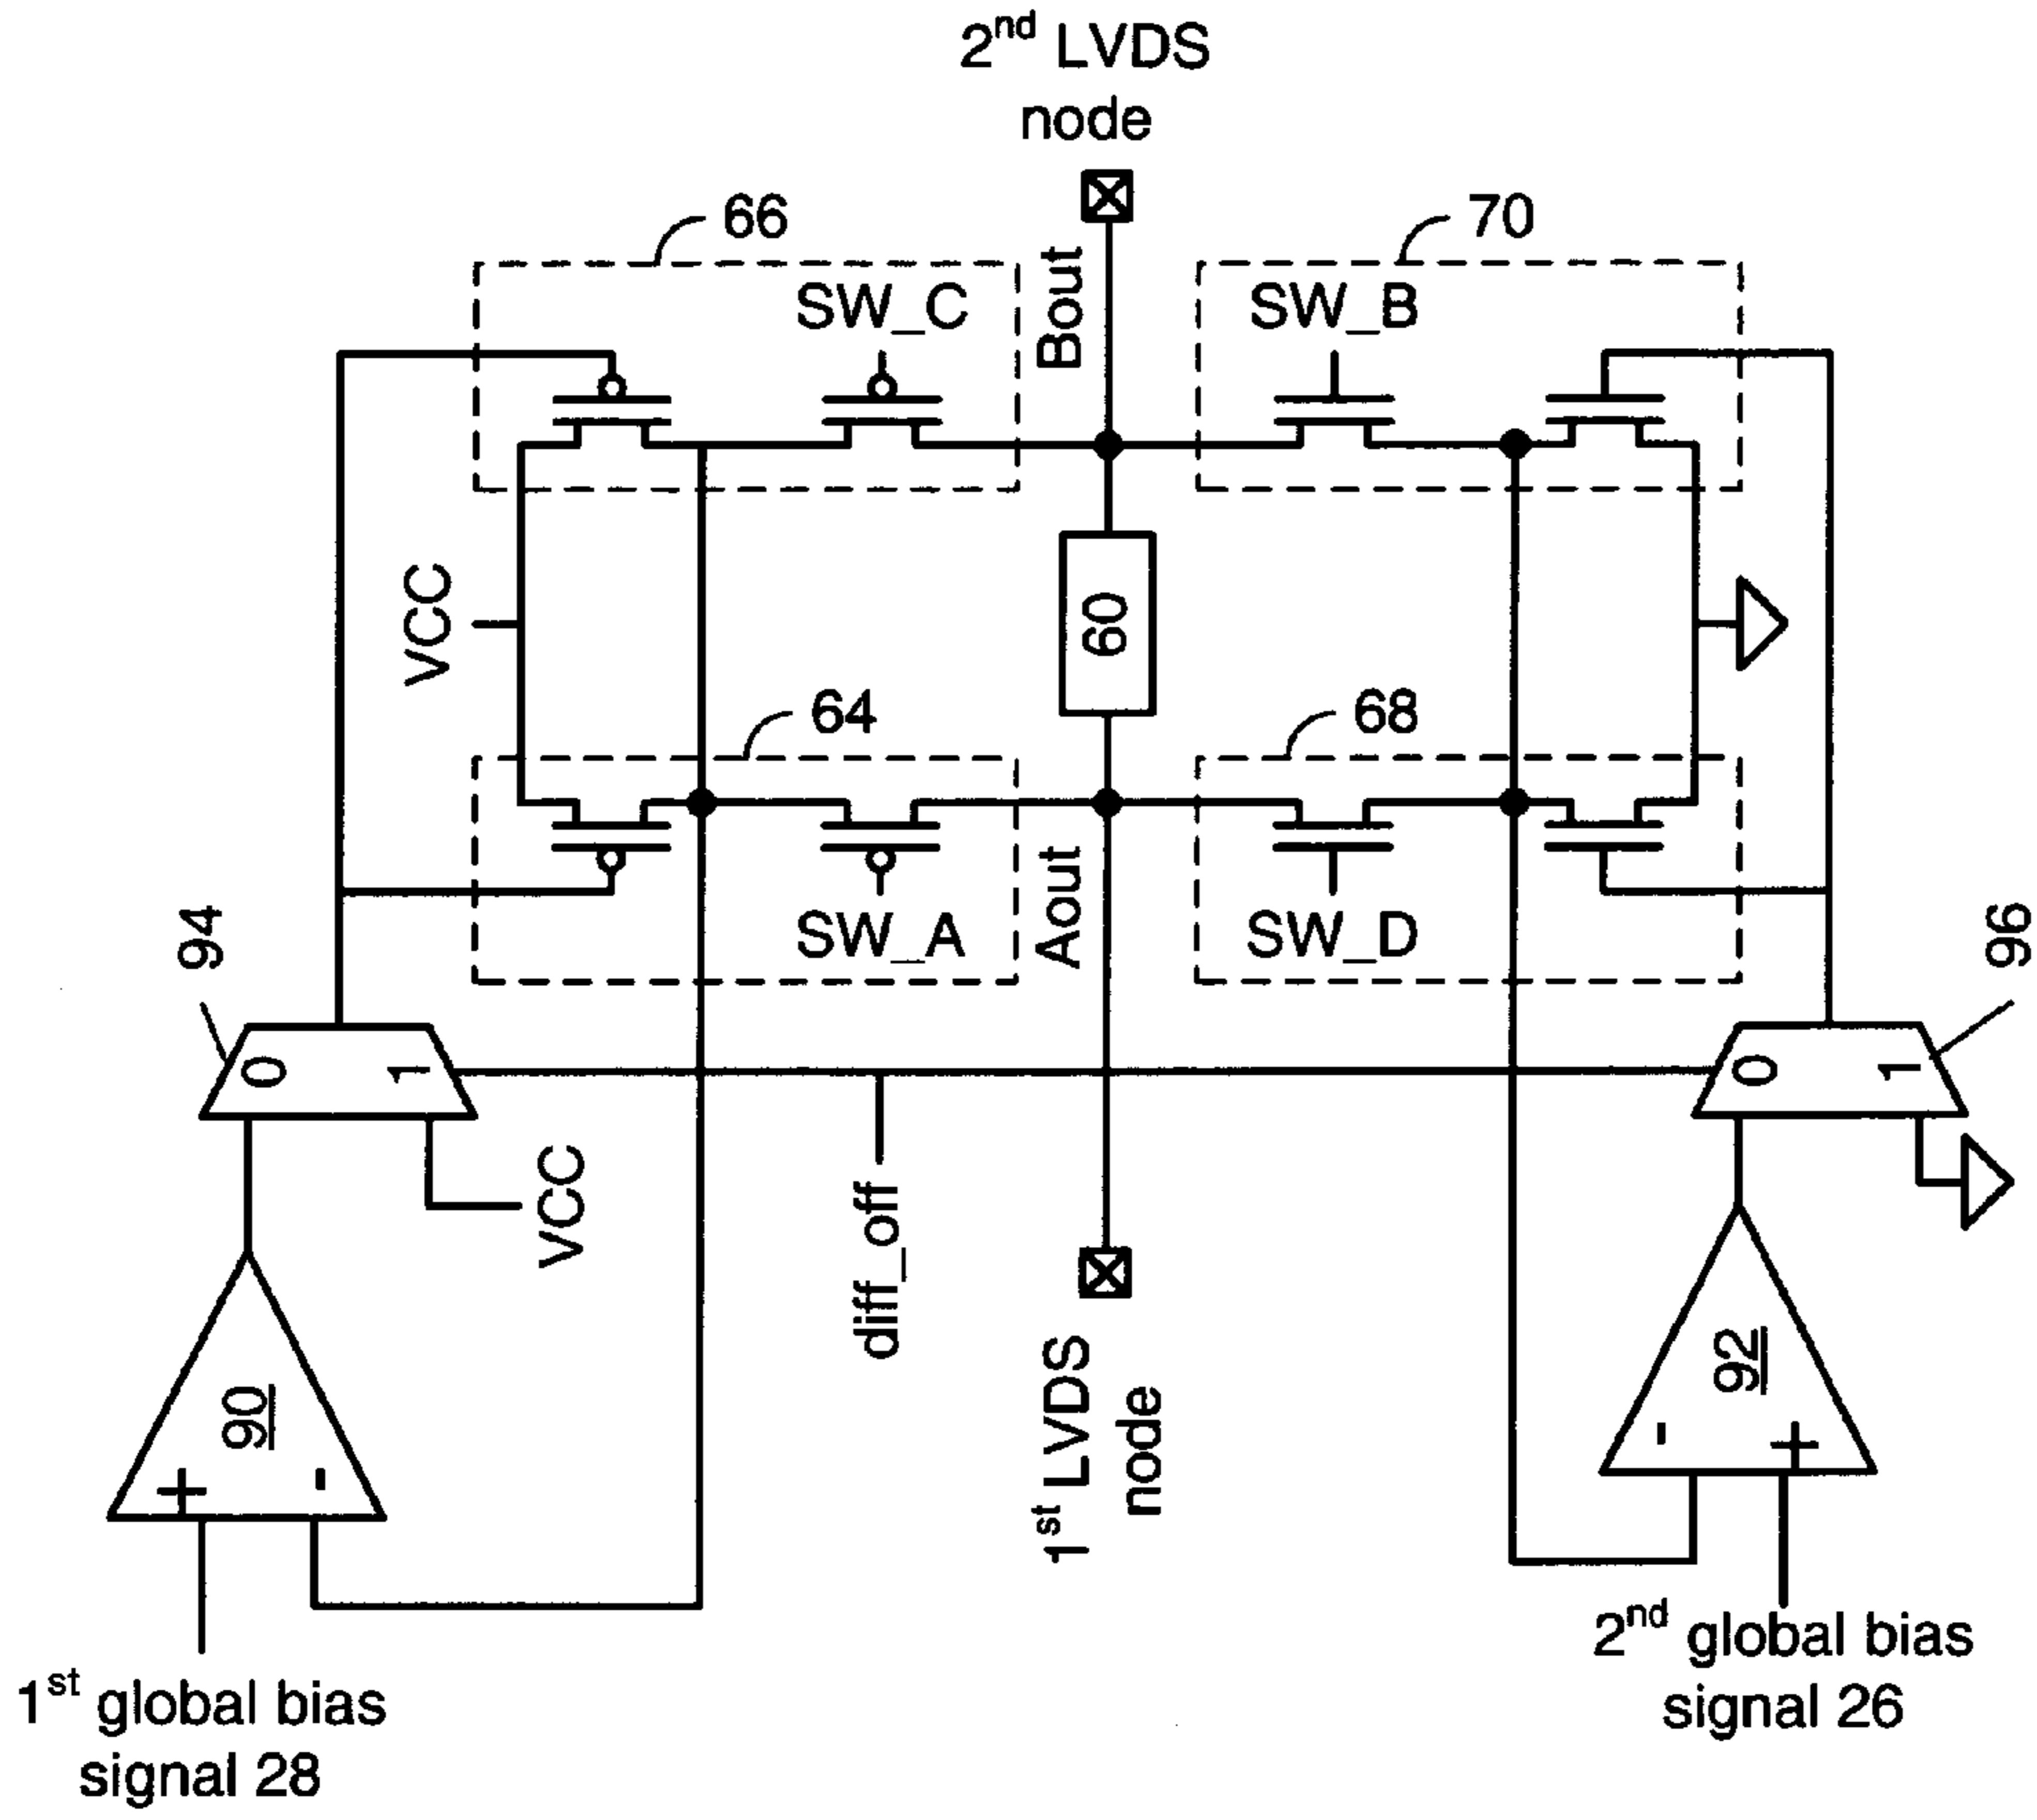 2nd LVDS
node
66
70
SW_C
Bout
SW_B
VCC
60
64
68
94
SW_A
Aout
SW_D
96
0
1
0
1
VCC
diff_off
90
+
-
1st LVDS
node
92
-
+
1st global bias
signal 28
2nd global bias
signal 26